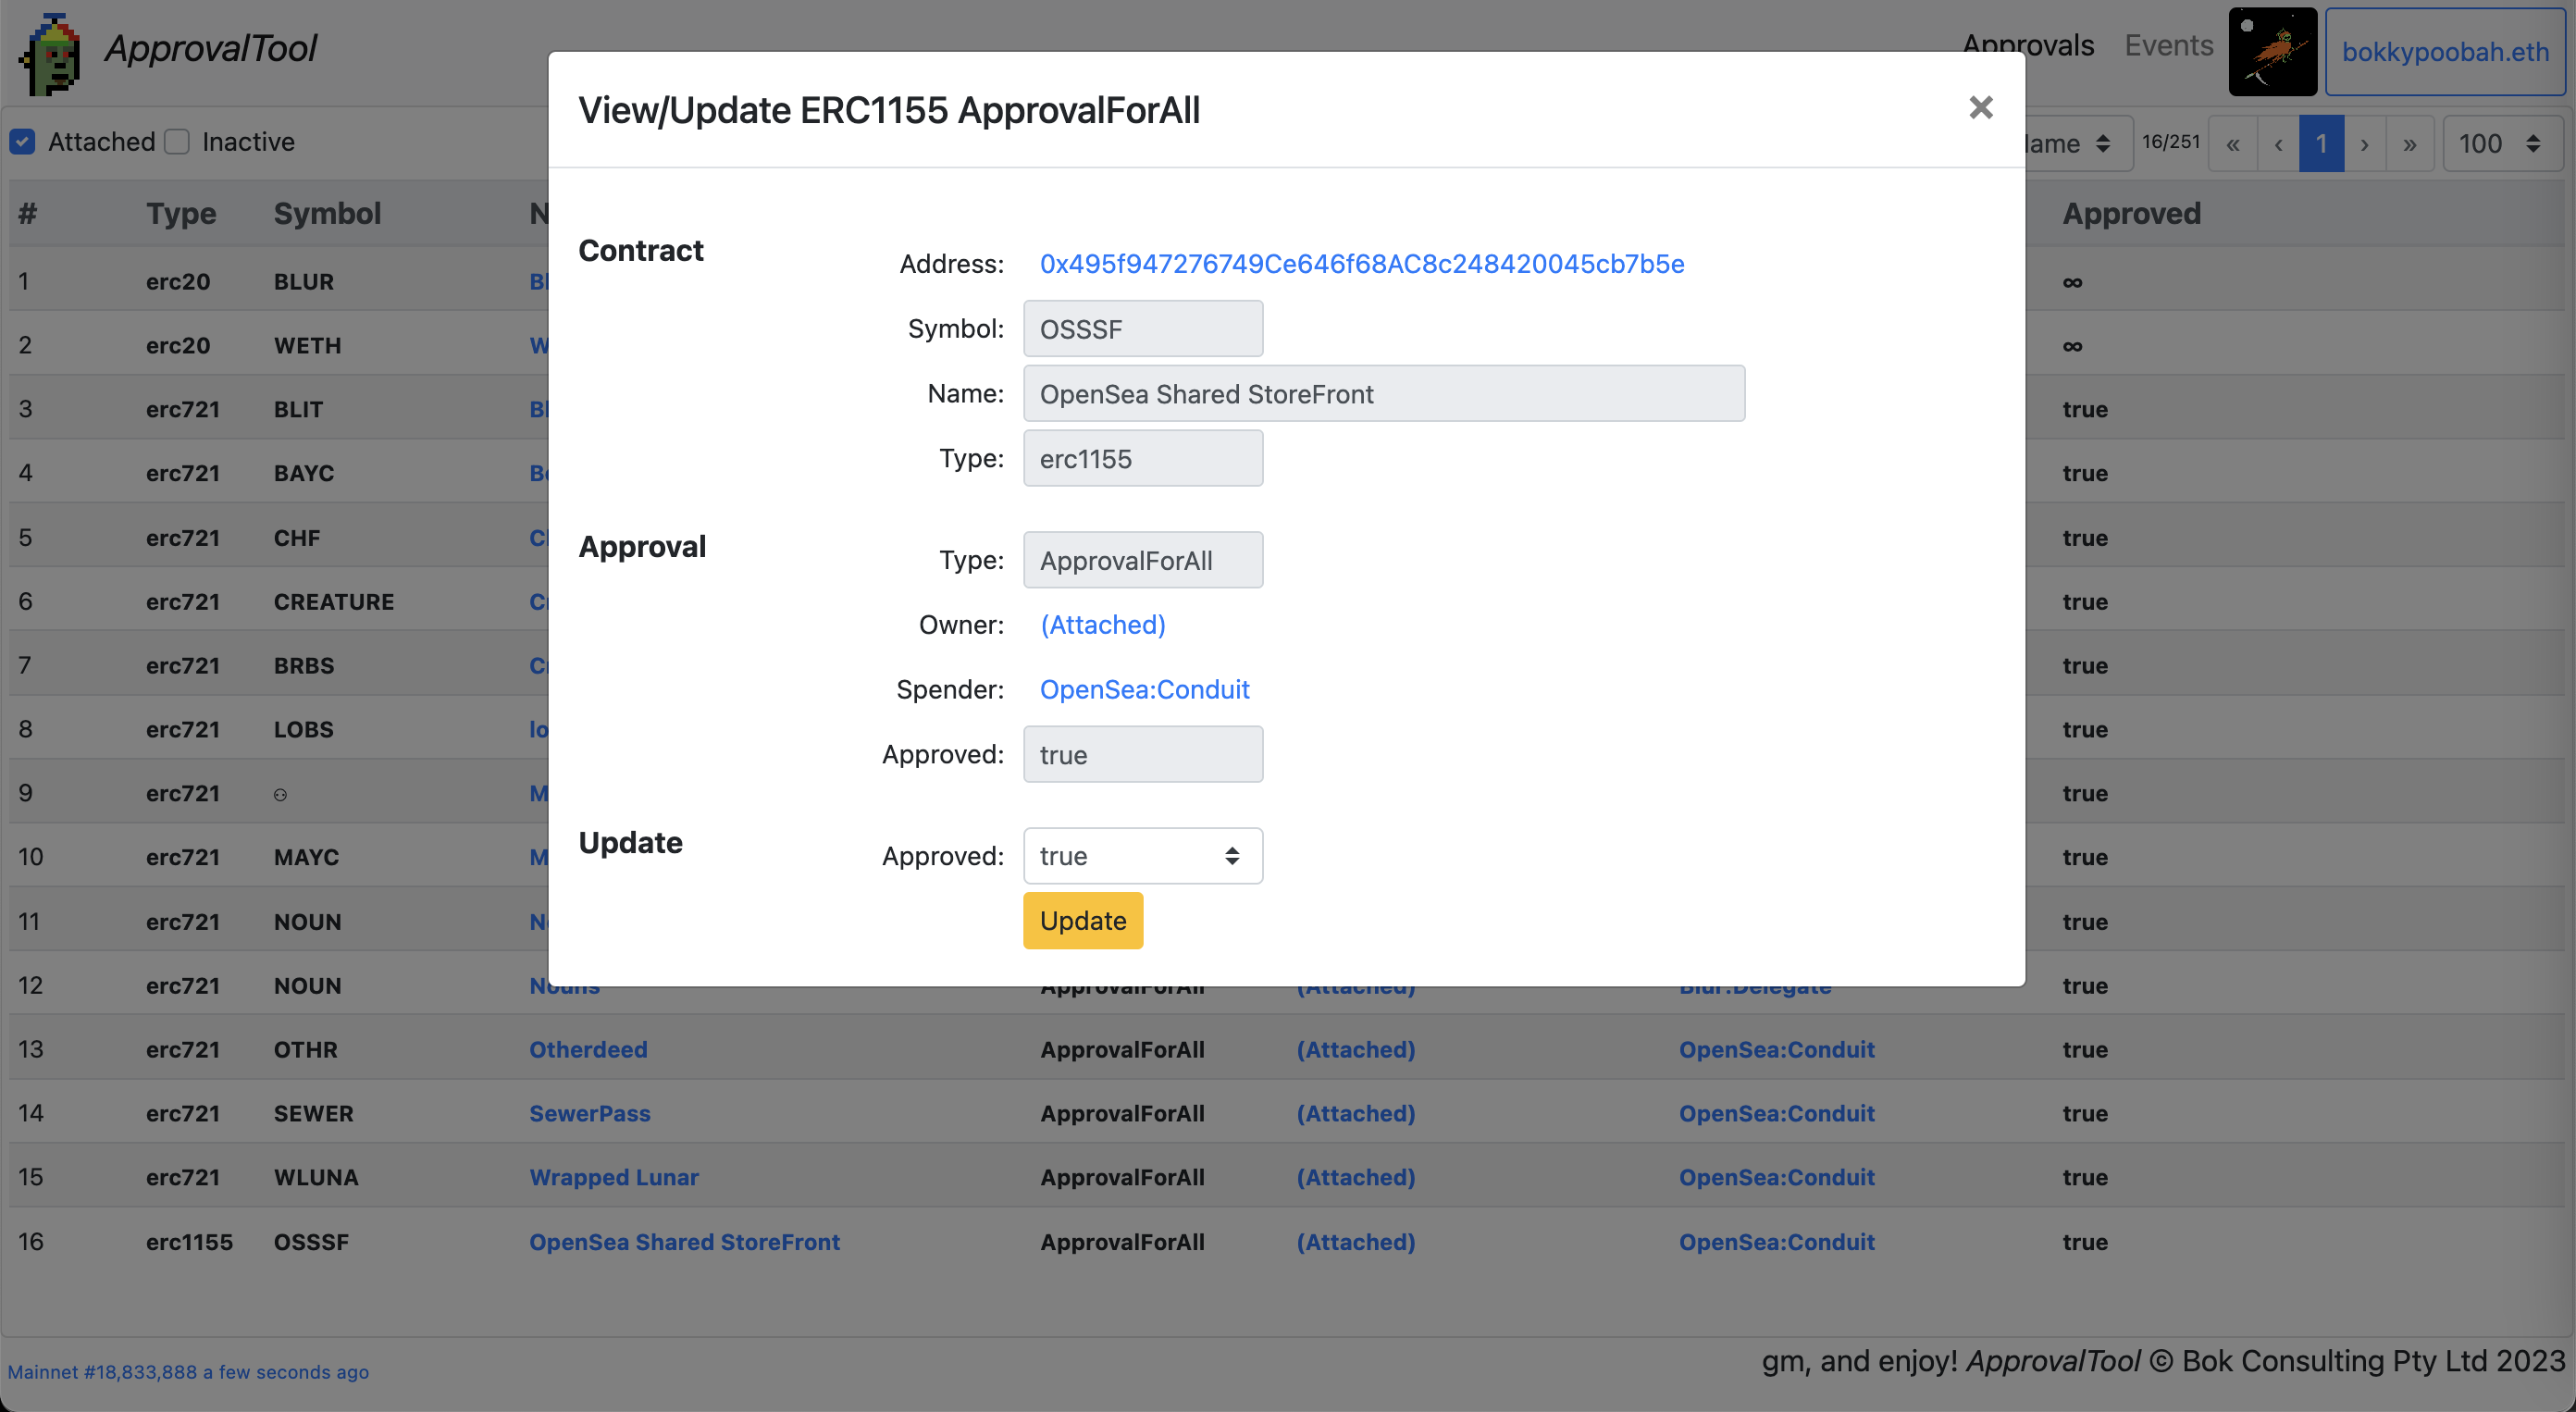 ApprovalTool
Approvals Events bokkypoobah.eth
View/Update ERC1155 ApprovalForAll ×
Attached Inactive
16/251 « ‹ 1 › » 100
# Type Symbol Approved
Contract
Address: 0x495f947276749Ce646f68AC8c248420045cb7b5e
Symbol: OSSSF
Name: OpenSea Shared StoreFront
Type: erc1155
Approval
Type: ApprovalForAll
Owner: (Attached)
Spender: OpenSea:Conduit
Approved: true
Update
Approved: true
Update
1 erc20 BLUR ∞
2 erc20 WETH ∞
3 erc721 BLIT true
4 erc721 BAYC true
5 erc721 CHF true
6 erc721 CREATURE true
7 erc721 BRBS true
8 erc721 LOBS true
9 erc721 ⚇ true
10 erc721 MAYC true
11 erc721 NOUN true
12 erc721 NOUN Nouns ApprovalForAll (Attached) Blur:Delegate true
13 erc721 OTHR Otherdeed ApprovalForAll (Attached) OpenSea:Conduit true
14 erc721 SEWER SewerPass ApprovalForAll (Attached) OpenSea:Conduit true
15 erc721 WLUNA Wrapped Lunar ApprovalForAll (Attached) OpenSea:Conduit true
16 erc1155 OSSSF OpenSea Shared StoreFront ApprovalForAll (Attached) OpenSea:Conduit true
Mainnet #18,833,888 a few seconds ago
gm, and enjoy! ApprovalTool © Bok Consulting Pty Ltd 2023